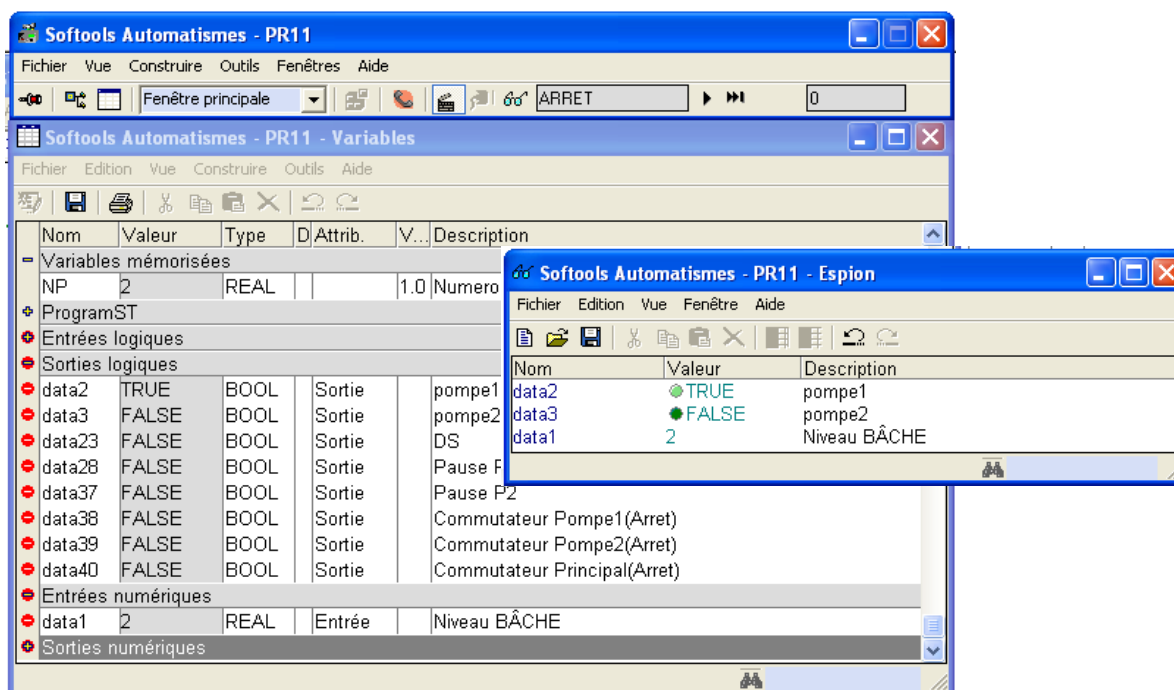 Softools Automatismes - PR11
Fichier Vue Construire Outils Fenêtres Aide
Fenêtre principale ARRET 0
Softools Automatismes - PR11 - Variables
Fichier Edition Vue Construire Outils Aide
Nom Valeur Type D Attrib. V... Description
Variables mémorisées
NP 2 REAL 1.0 Numero
ProgramST
Entrées logiques
Sorties logiques
data2 TRUE BOOL Sortie pompe1
data3 FALSE BOOL Sortie pompe2
data23 FALSE BOOL Sortie DS
data28 FALSE BOOL Sortie Pause
data37 FALSE BOOL Sortie Pause P2
data38 FALSE BOOL Sortie Commutateur Pompe1(Arret)
data39 FALSE BOOL Sortie Commutateur Pompe2(Arret)
data40 FALSE BOOL Sortie Commutateur Principal(Arret)
Entrées numériques
data1 2 REAL Entrée Niveau BÂCHE
Sorties numériques
Softools Automatismes - PR11 - Espion
Fichier Edition Vue Fenêtre Aide
Nom Valeur Description
data2 TRUE pompe1
data3 FALSE pompe2
data1 2 Niveau BÂCHE